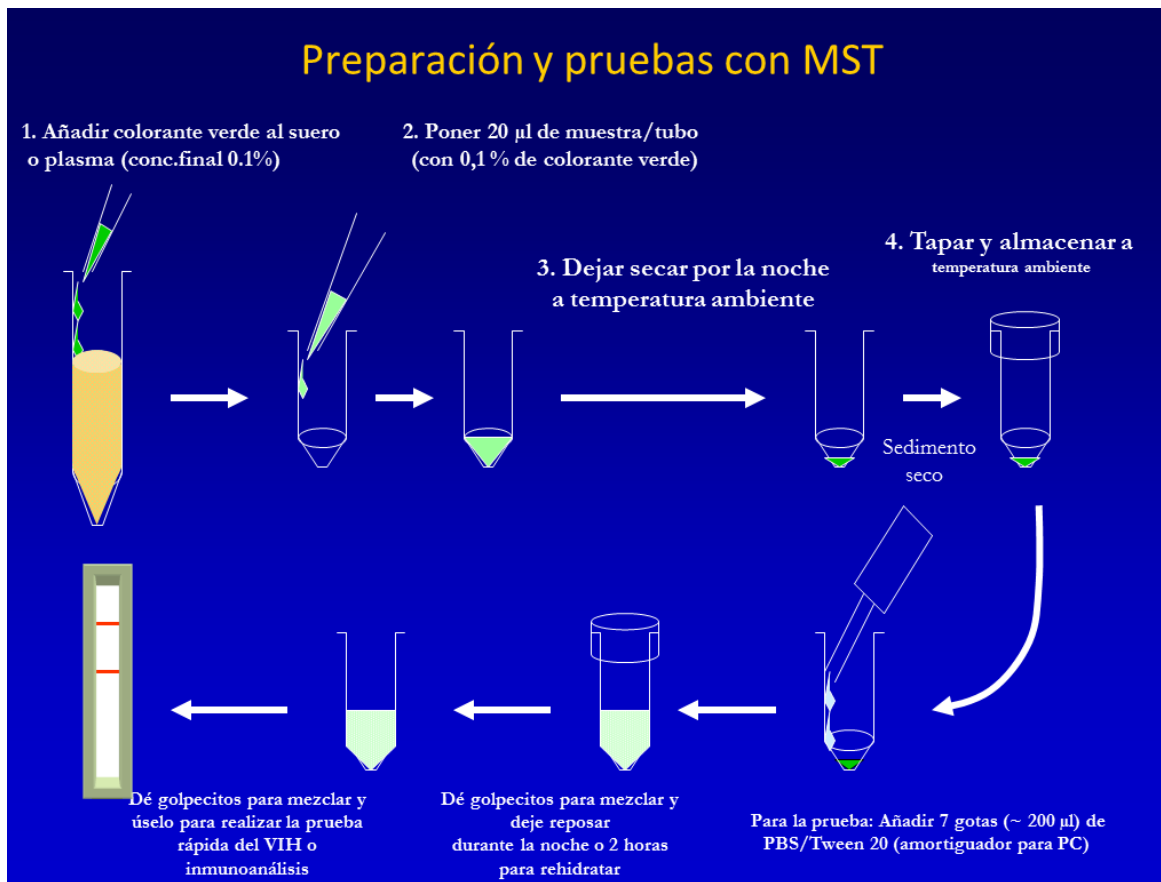 Preparación y pruebas con MST
1. Añadir colorante verde al suero
o plasma (conc.final 0.1%)
2. Poner 20 µl de muestra/tubo
(con 0,1 % de colorante verde)
3. Dejar secar por la noche
a temperatura ambiente
4. Tapar y almacenar a
temperatura ambiente
Sedimento
seco
Para la prueba: Añadir 7 gotas (~ 200 µl) de
PBS/Tween 20 (amortiguador para PC)
Dé golpecitos para mezclar y
deje reposar
durante la noche o 2 horas
para rehidratar
Dé golpecitos para mezclar y
úselo para realizar la prueba
rápida del VIH o
inmunoanálisis